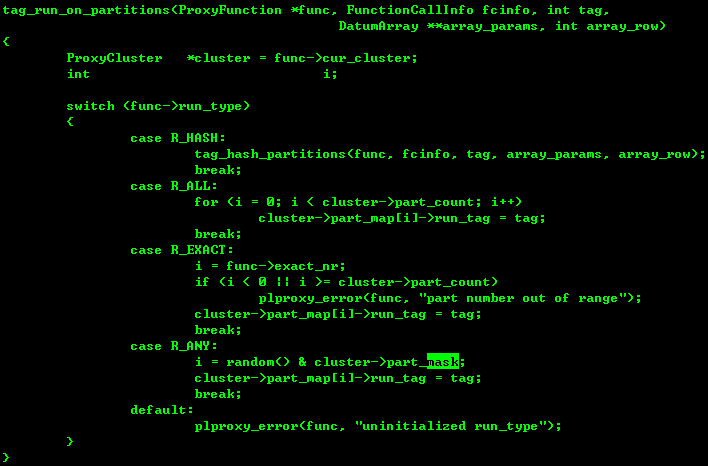 tag_run_on_partitions(ProxyFunction *func, FunctionCallInfo fcinfo, int tag,
DatumArray **array_params, int array_row)
{
ProxyCluster *cluster = func->cur_cluster;
int i;
switch (func->run_type)
{
case R_HASH:
tag_hash_partitions(func, fcinfo, tag, array_params, array_row);
break;
case R_ALL:
for (i = 0; i < cluster->part_count; i++)
cluster->part_map[i]->run_tag = tag;
break;
case R_EXACT:
i = func->exact_nr;
if (i < 0 || i >= cluster->part_count)
plproxy_error(func, "part number out of range");
cluster->part_map[i]->run_tag = tag;
break;
case R_ANY:
i = random() & cluster->part_mask;
cluster->part_map[i]->run_tag = tag;
break;
default:
plproxy_error(func, "uninitialized run_type");
}
}